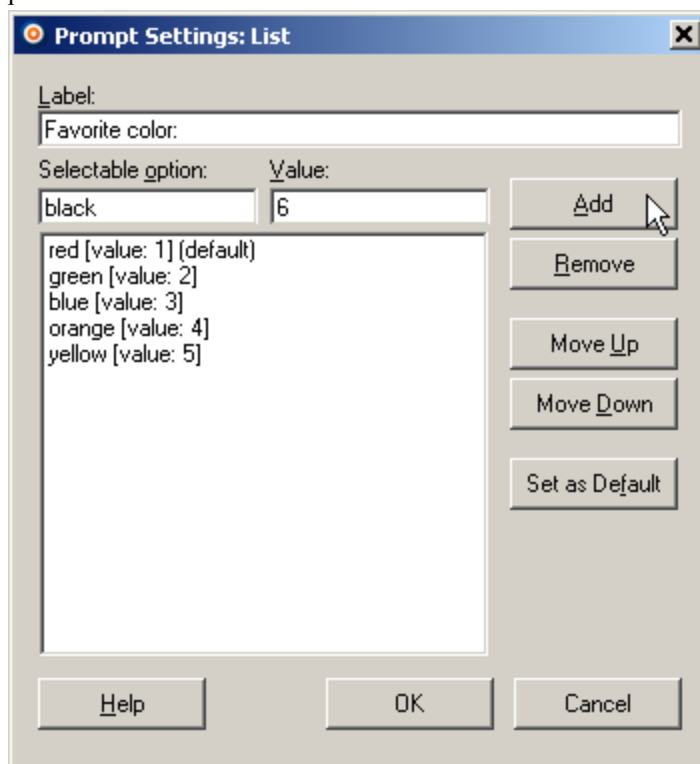 Prompt Settings: List
Label:
Favorite color:
Selectable option: Value:
black 6 Add
red [value: 1] (default)
green [value: 2]
blue [value: 3]
orange [value: 4]
yellow [value: 5]
Remove
Move Up
Move Down
Set as Default
Help OK Cancel